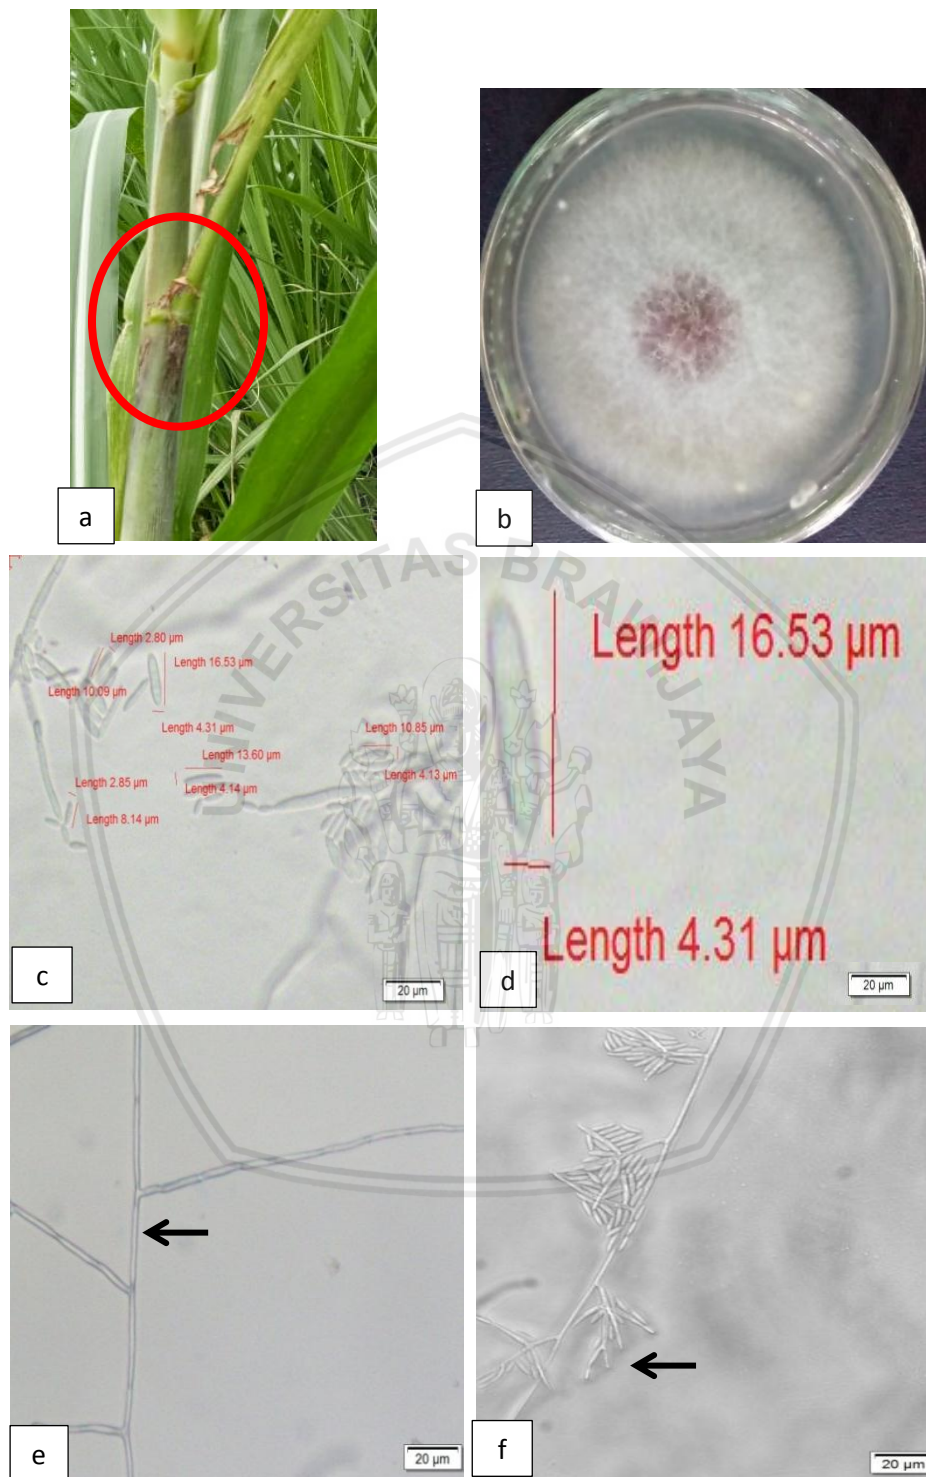 a
b
UNIVERSITAS BRAWIJAYA
Length 2.80 µm
Length 16.53 µm
Length 10.09 µm
Length 4.31 µm
Length 10.85 µm
Length 13.60 µm
Length 4.13 µm
Length 2.85 µm
Length 4.14 µm
Length 8.14 µm
c
20 µm
Length 16.53 µm
Length 4.31 µm
d
20 µm
e
20 µm
f
20 µm